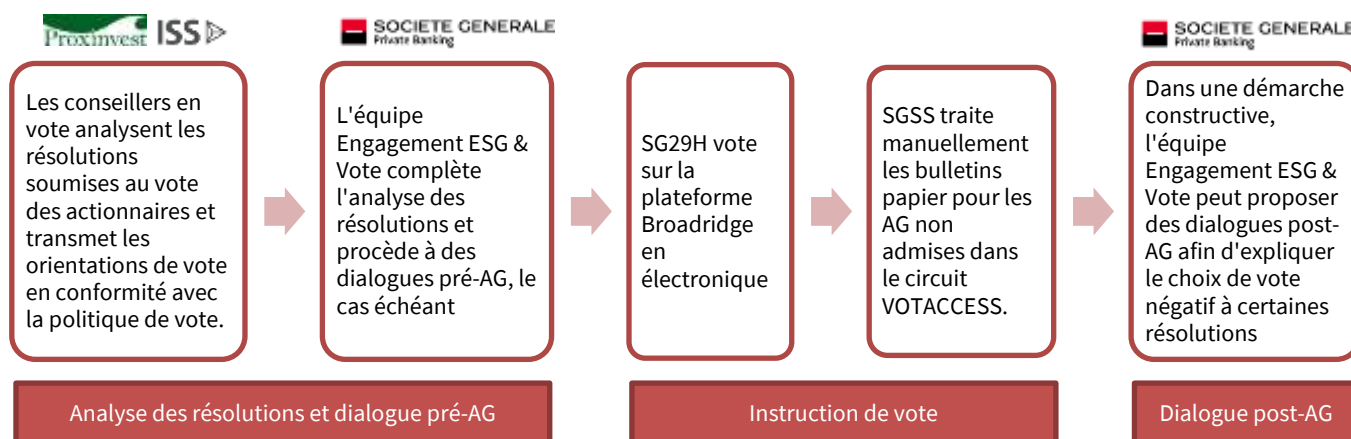 Proxinvest ISS
SOCIETE GENERALE
Private Banking
SOCIETE GENERALE
Private Banking
Les conseillers en
vote analysent les
résolutions
soumises au vote
des actionnaires et
transmet les
orientations de vote
en conformité avec
la politique de vote.
L'équipe
Engagement ESG &
Vote complète
l'analyse des
résolutions et
procède à des
dialogues pré-AG, le
cas échéant
SG29H vote
sur la
plateforme
Broadridge
en
électronique
SGSS traite
manuellement
les bulletins
papier pour les
AG non
admises dans
le circuit
VOTACCESS.
Dans une démarche
constructive,
l'équipe
Engagement ESG &
Vote peut proposer
des dialogues post-
AG afin d'expliquer
le choix de vote
négatif à certaines
résolutions
Analyse des résolutions et dialogue pré-AG
Instruction de vote
Dialogue post-AG